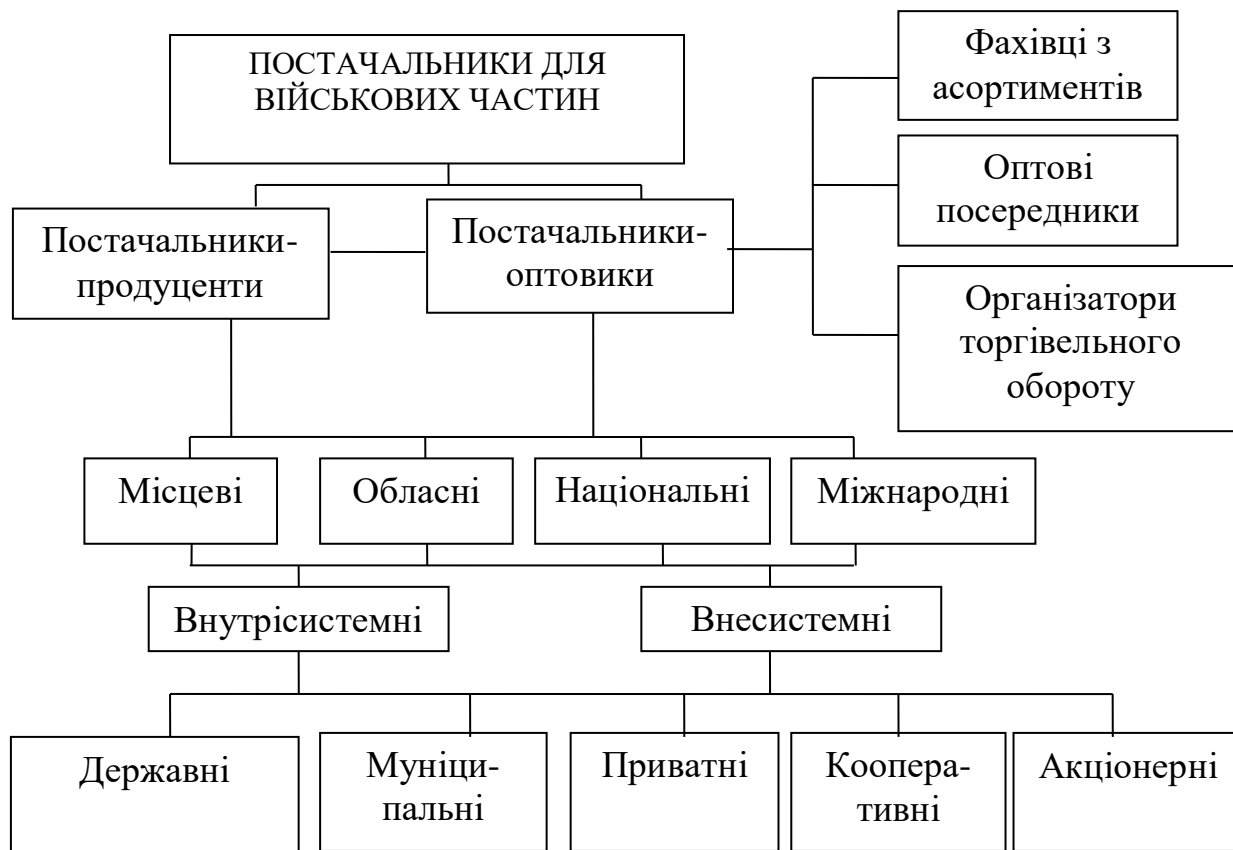 ПОСТАЧАЛЬНИКИ ДЛЯ
ВІЙСЬКОВИХ ЧАСТИН
Фахівці з
асортиментів
Оптові
посередники
Постачальники-
продуценти
Постачальники-
оптовики
Організатори
торгівельного
обороту
Місцеві
Обласні
Національні
Міжнародні
Внутрісистемні
Внесистемні
Державні
Муніци-
пальні
Приватні
Коопера-
тивні
Акціонерні